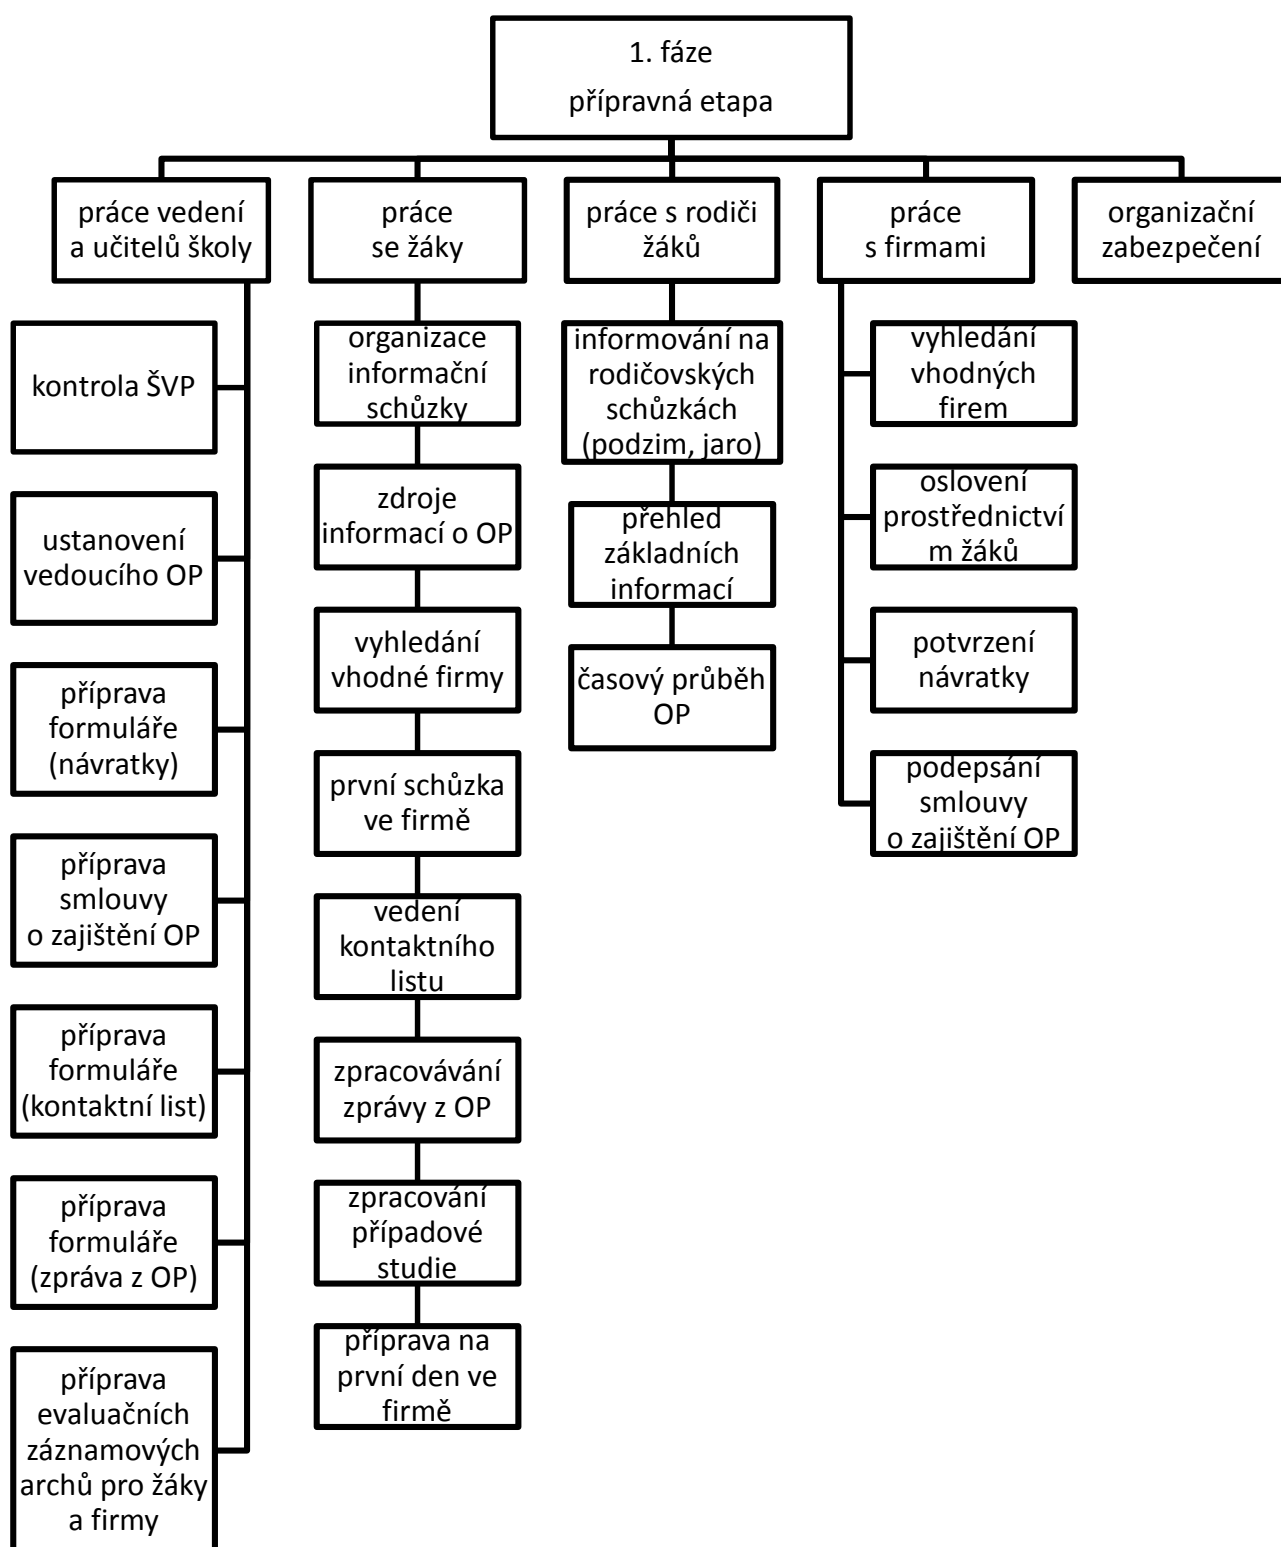 1. fáze
přípravná etapa
práce vedení
a učitelů školy
práce
se žáky
práce s rodiči
žáků
práce
s firmami
organizační
zabezpečení
kontrola ŠVP
ustanovení
vedoucího OP
příprava
formuláře
(návratky)
příprava
smlouvy
o zajištění OP
příprava
formuláře
(kontaktní list)
příprava
formuláře
(zpráva z OP)
příprava
evaluačních
záznamových
archů pro žáky
a firmy
organizace
informační
schůzky
zdroje
informací o OP
vyhledání
vhodné firmy
první schůzka
ve firmě
vedení
kontaktního
listu
zpracovávání
zprávy z OP
zpracování
případové
studie
příprava na
první den ve
firmě
informování na
rodičovských
schůzkách
(podzim, jaro)
přehled
základních
informací
časový průběh
OP
vyhledání
vhodných
firem
oslovení
prostřednictví
m žáků
potvrzení
návratky
podepsání
smlouvy
o zajištění OP